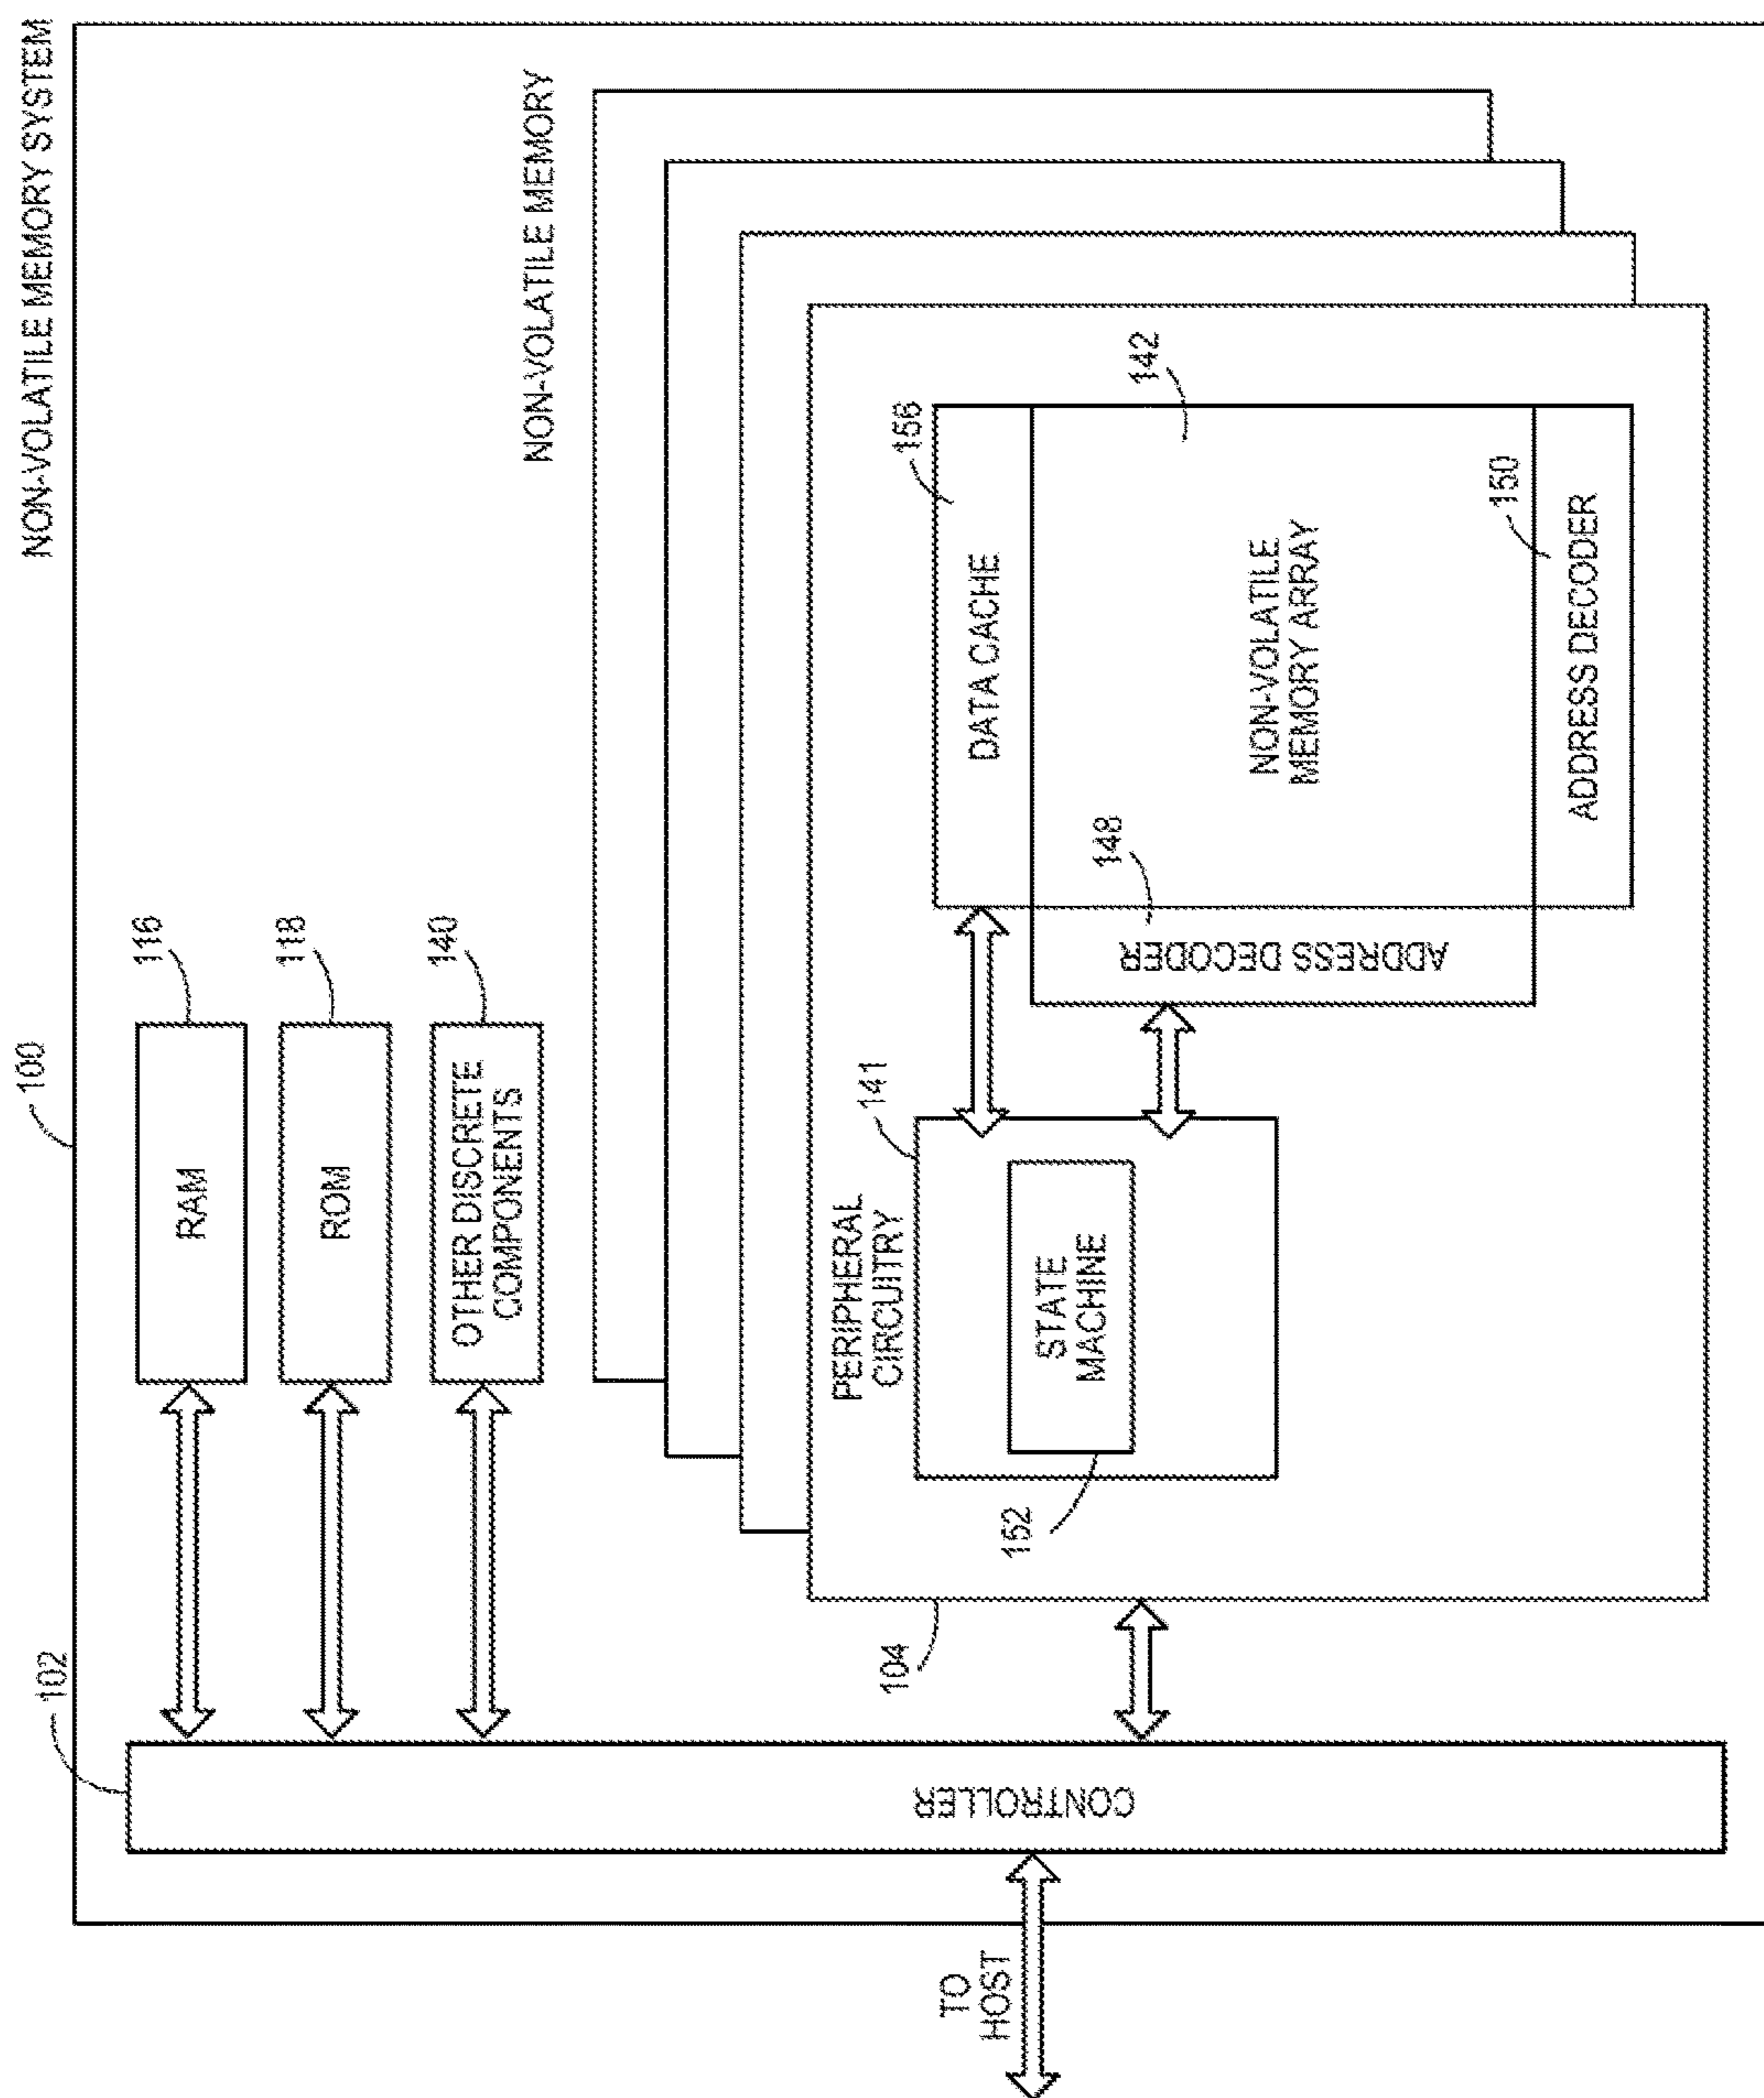 NON-VOLATILE MEMORY SYSTEM
100
102
116
RAM
118
ROM
140
OTHER DISCRETE
COMPONENTS
NON-VOLATILE MEMORY
104
PERIPHERAL
CIRCUITRY
141
156
TO
HOST
CONTROLLER
152
STATE
MACHINE
DATA CACHE
148
142
ADDRESS DECODER
NON-VOLATILE
MEMORY ARRAY
150
ADDRESS DECODER